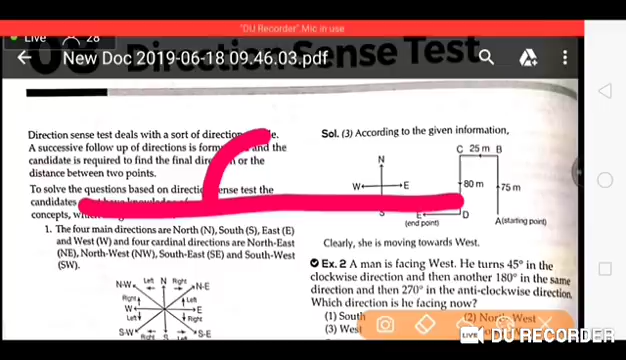 "DU Recorder" Mic in use
Live 28
Direction Sense Test
New Doc 2019-06-18 09.46.03.pdf
Direction sense test deals with a sort of
A successive follow up of directions is and the
candidate is required to find the final or the
distance between two points.
To solve the questions based on sense test the
candidates
concepts,
1. The four main directions are North (N), South (S), East (E)
and West (W) and four cardinal directions are North-East
(NE), North-West (NW), South-East (SE) and South-West
(SW).
Left N Right
N-W N-E
Right Left
W E
Left Right
S-W S-E
Right S
Sol. (3) According to the given information,
C 25 m B
N
W E
80 m 75 m
S E D
(end point) A(starting point)
Clearly, she is moving towards West.
Ex. 2 A man is facing West. He turns 45° in the
clockwise direction and then another 180° in the same
direction and then 270° in the anti-clockwise direction.
Which direction is he facing now?
(1) South (2) North-West
(3) West
LIVE DU RECORDER